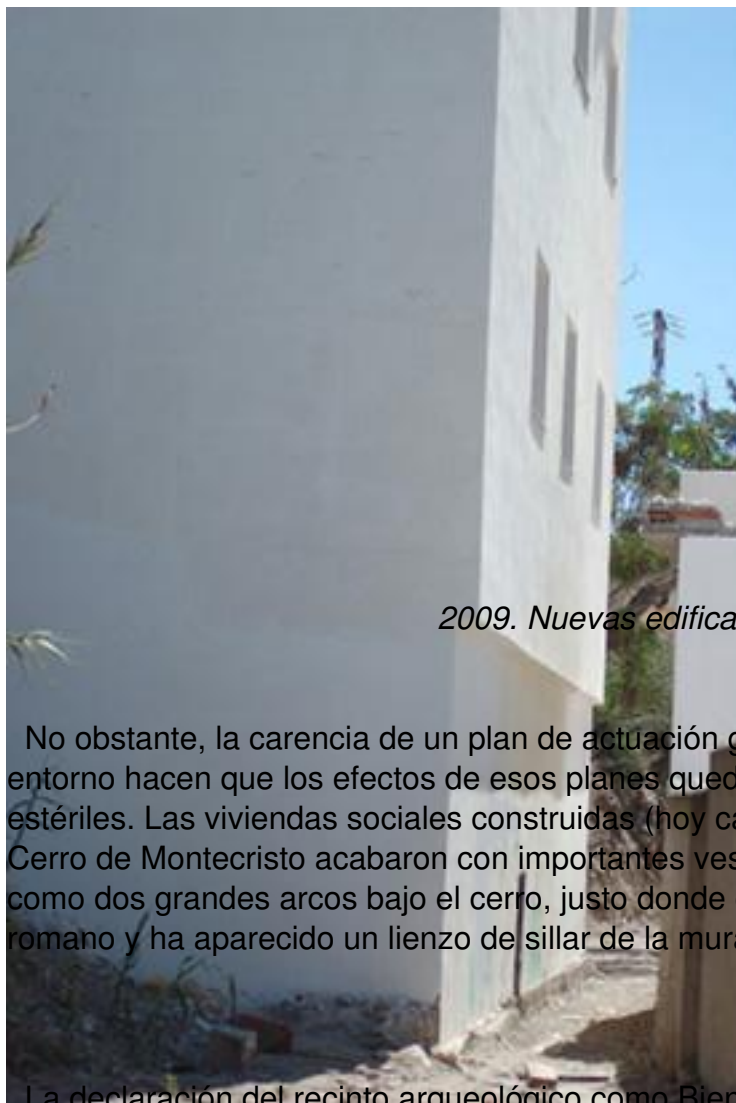 2009. Nuevas edifica
No obstante, la carencia de un plan de actuación g
entorno hacen que los efectos de esos planes qued
estériles. Las viviendas sociales construidas (hoy ca
Cerro de Montecristo acabaron con importantes ves
como dos grandes arcos bajo el cerro, justo donde
romano y ha aparecido un lienzo de sillar de la mura
La declaración del recinto arqueológico como Bien